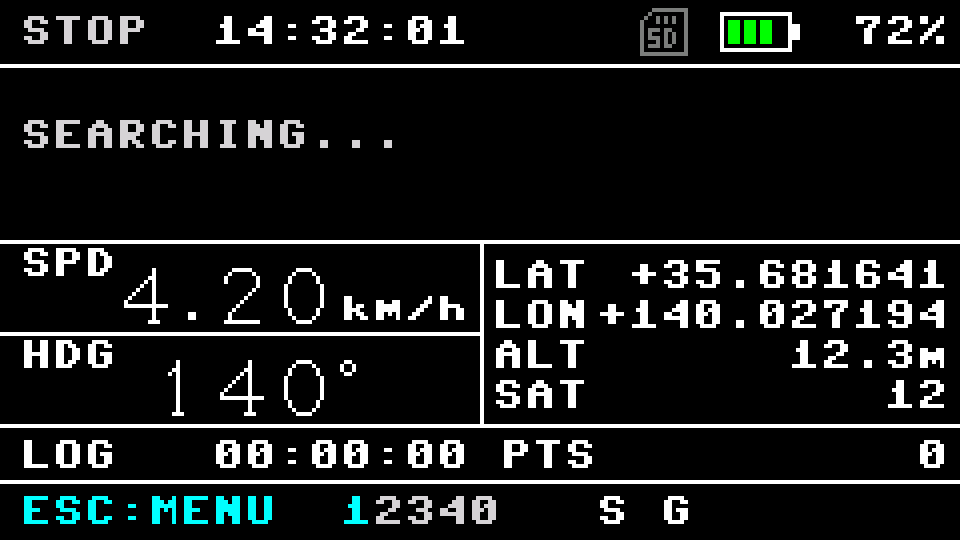 STOP 14:32:01 SD 72%
SEARCHING...
SPD 4.20 km/h
HDG 140°
LAT +35.681641
LON +140.027194
ALT 12.3m
SAT 12
LOG 00:00:00 PTS 0
ESC:MENU 12340 S G